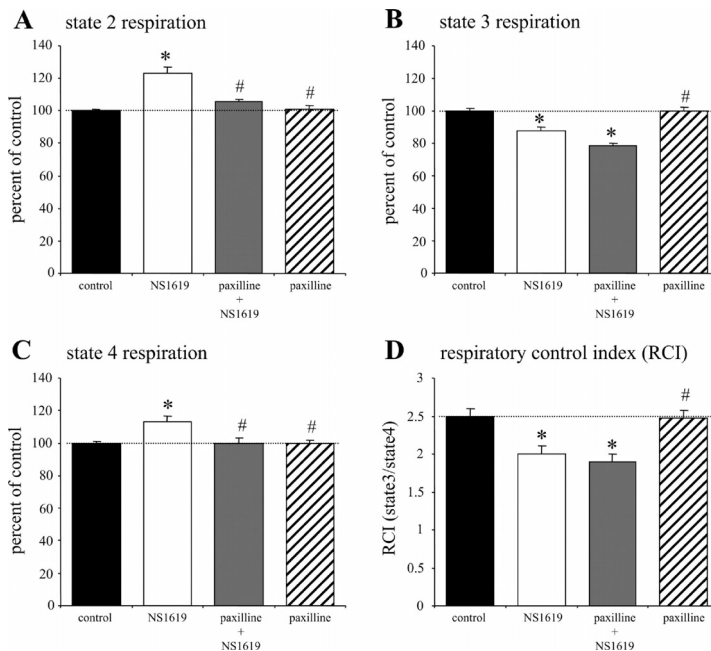 A state 2 respiration
percent of control
140
120
100
80
60
40
20
0
*
#
#
control NS1619 paxilline paxilline
+
NS1619
B state 3 respiration
percent of control
140
120
100
80
60
40
20
0
*
*
#
control NS1619 paxilline paxilline
+
NS1619
C state 4 respiration
percent of control
140
120
100
80
60
40
20
0
*
#
#
control NS1619 paxilline paxilline
+
NS1619
D respiratory control index (RCI)
RCI (state3/state4)
3
2.5
2
1.5
1
0.5
0
*
*
#
control NS1619 paxilline paxilline
+
NS1619